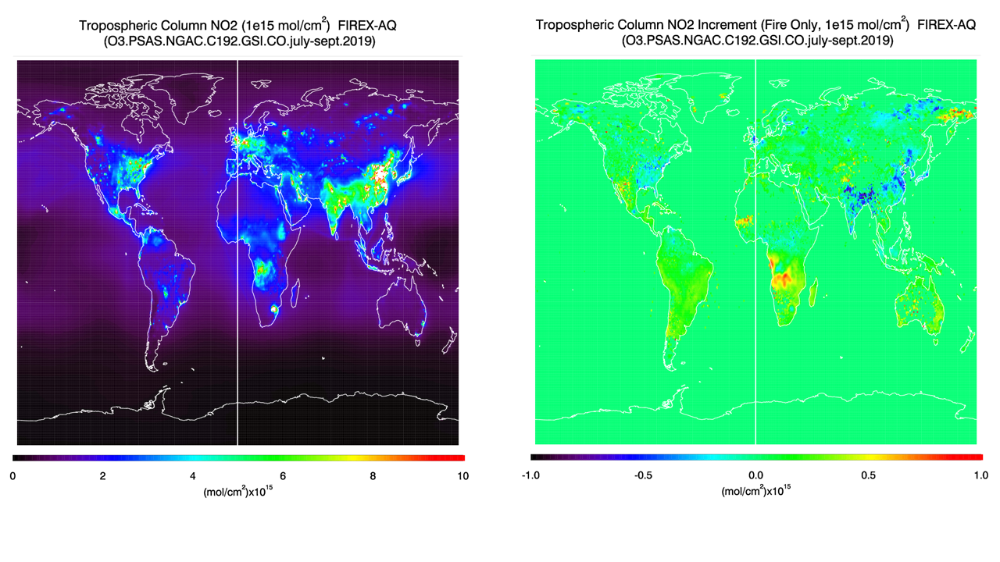 Tropospheric Column NO2 (1e15 mol/cm²) FIREX-AQ
(O3.PSAS.NGAC.C192.GSI.CO.july-sept.2019)
0 2 4 6 8 10
(mol/cm²)x10¹⁵
Tropospheric Column NO2 Increment (Fire Only, 1e15 mol/cm²) FIREX-AQ
(O3.PSAS.NGAC.C192.GSI.CO.july-sept.2019)
-1.0 -0.5 0.0 0.5 1.0
(mol/cm²)x10¹⁵